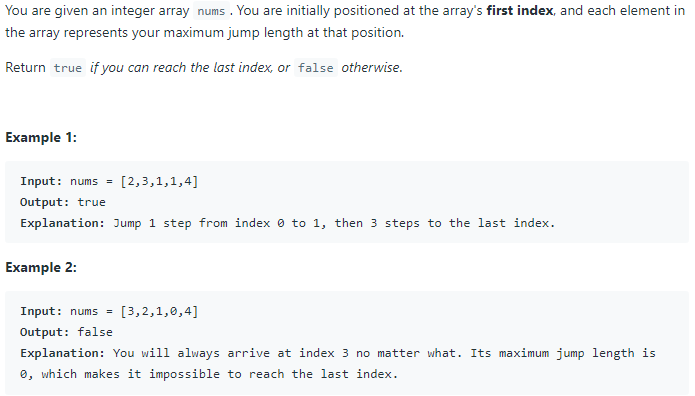 You are given an integer array nums . You are initially positioned at the array's first index, and each element in
the array represents your maximum jump length at that position.
Return true if you can reach the last index, or false otherwise.
Example 1:
Input: nums = [2,3,1,1,4]
Output: true
Explanation: Jump 1 step from index 0 to 1, then 3 steps to the last index.
Example 2:
Input: nums = [3,2,1,0,4]
Output: false
Explanation: You will always arrive at index 3 no matter what. Its maximum jump length is
0, which makes it impossible to reach the last index.